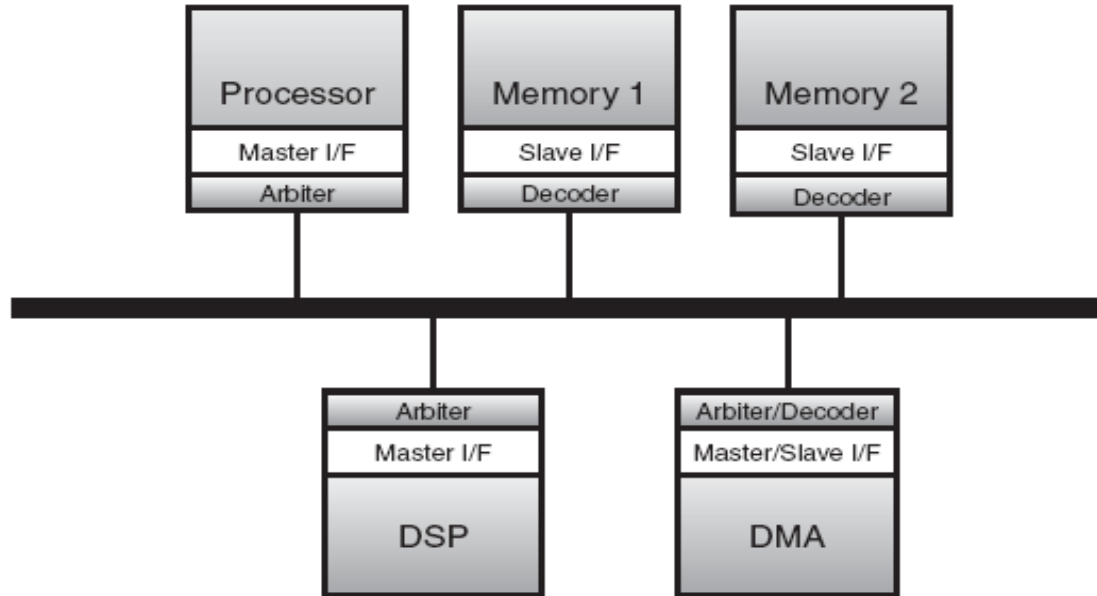 Processor
Master I/F
Arbiter
Memory 1
Slave I/F
Decoder
Memory 2
Slave I/F
Decoder
Arbiter
Master I/F
DSP
Arbiter/Decoder
Master/Slave I/F
DMA